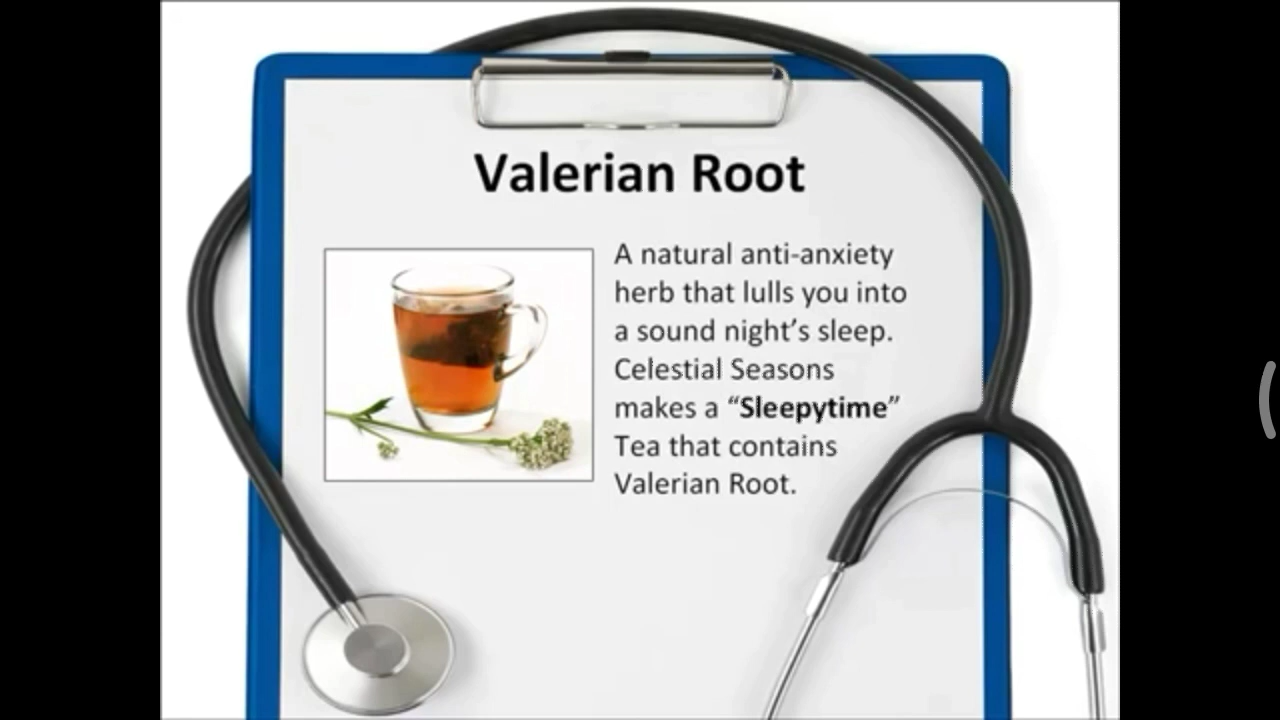 Valerian Root
A natural anti-anxiety
herb that lulls you into
a sound night’s sleep.
Celestial Seasons
makes a “Sleepytime”
Tea that contains
Valerian Root.